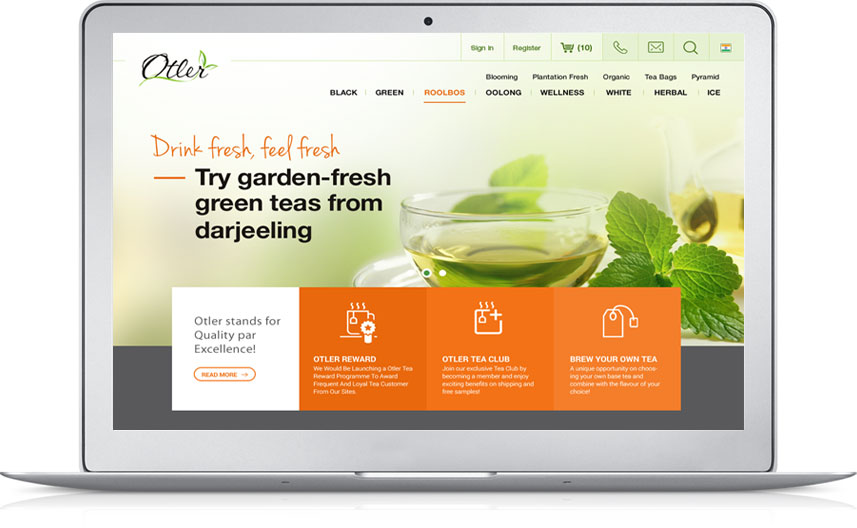 Sign in Register (10)
Otler
Blooming Plantation Fresh Organic Tea Bags Pyramid
BLACK GREEN ROOLBOS OOLONG WELLNESS WHITE HERBAL ICE
Drink fresh, feel fresh
Try garden-fresh
green teas from
darjeeling
Otler stands for
Quality par
Excellence!
READ MORE
OTLER REWARD
We Would Be Launching a Otler Tea
Reward Programme To Award
Frequent And Loyal Tea Customer
From Our Sites
OTLER TEA CLUB
Join our exclusive Tea Club by
becoming a member and enjoy
exciting benefits on shipping and
free samples!
BREW YOUR OWN TEA
A unique opportunity on choos-
ing your own base tea and
combine with the flavour of your
choice!